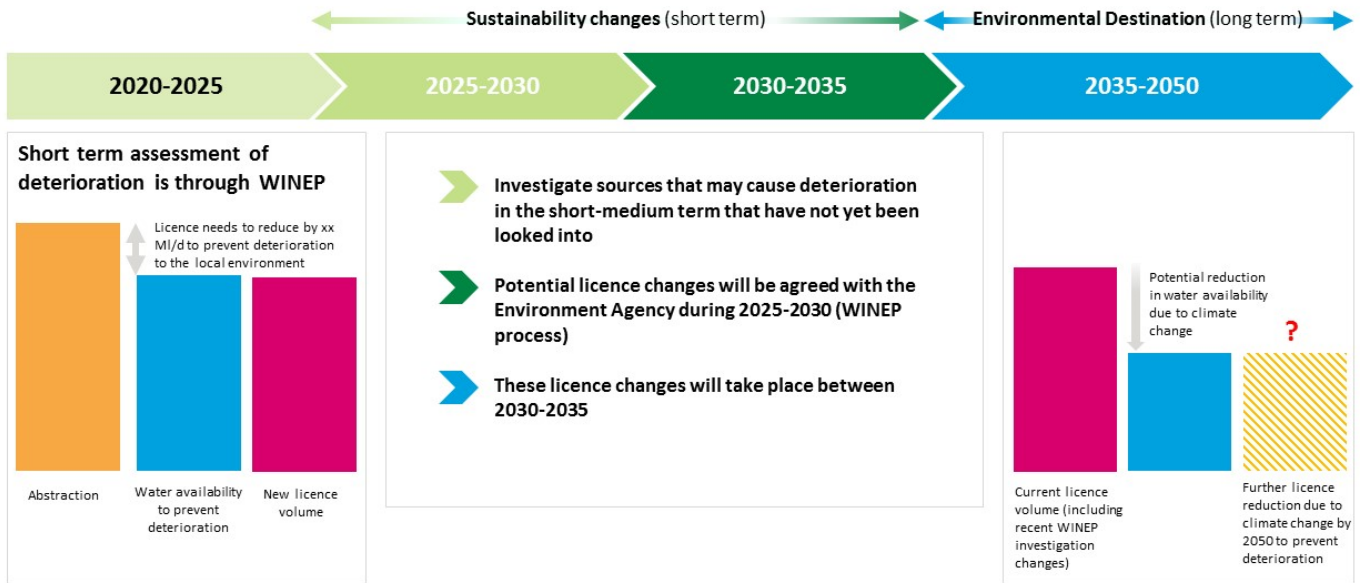 Sustainability changes (short term)
Environmental Destination (long term)
2020-2025
2025-2030
2030-2035
2035-2050
Short term assessment of
deterioration is through WINEP
Licence needs to reduce by xx
Ml/d to prevent deterioration
to the local environment
Abstraction
Water availability
to prevent
deterioration
New licence
volume
Investigate sources that may cause deterioration
in the short-medium term that have not yet been
looked into
Potential licence changes will be agreed with the
Environment Agency during 2025-2030 (WINEP
process)
These licence changes will take place between
2030-2035
Potential reduction
in water availability
due to climate
change
?
Current licence
volume (including
recent WINEP
investigation
changes)
Further licence
reduction due to
climate change by
2050 to prevent
deterioration